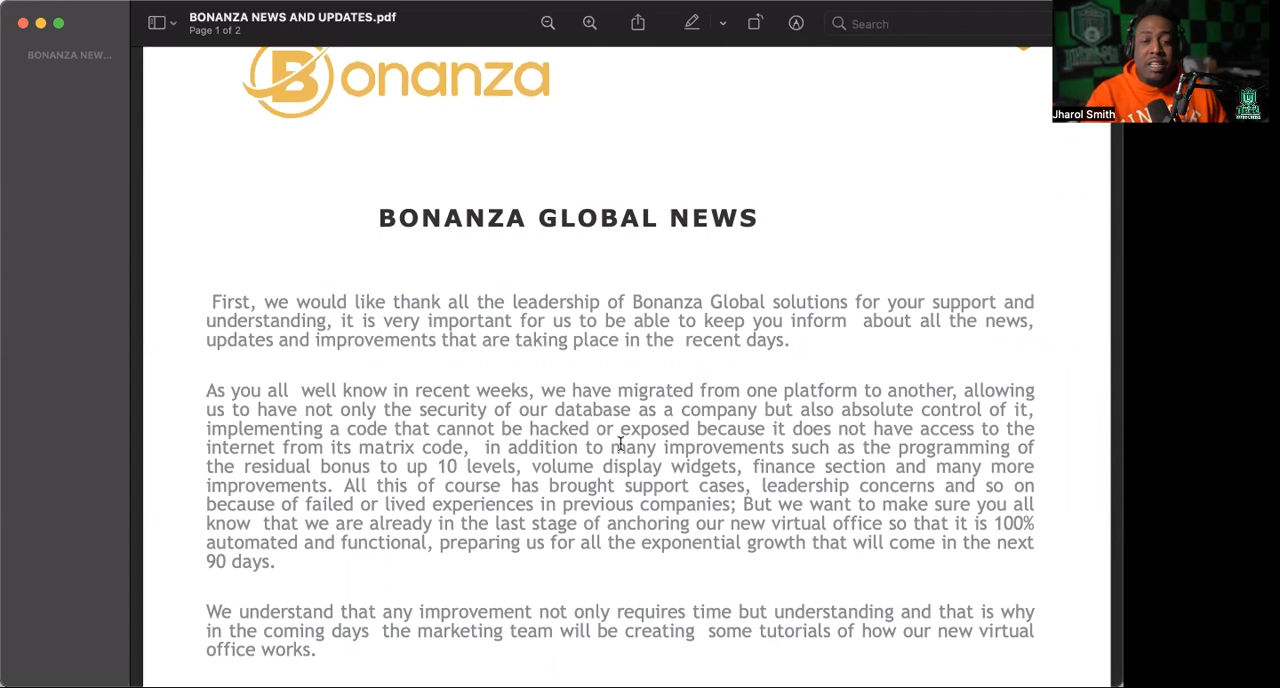 BONANZA NEWS AND UPDATES.pdf
Page 1 of 2
Search
BONANZA NEW...
Bonanza
Jharol Smith
BONANZA GLOBAL NEWS
First, we would like thank all the leadership of Bonanza Global solutions for your support and
understanding, it is very important for us to be able to keep you inform about all the news,
updates and improvements that are taking place in the recent days.
As you all well know in recent weeks, we have migrated from one platform to another, allowing
us to have not only the security of our database as a company but also absolute control of it,
implementing a code that cannot be hacked or exposed because it does not have access to the
internet from its matrix code, in addition to many improvements such as the programming of
the residual bonus to up 10 levels, volume display widgets, finance section and many more
improvements. All this of course has brought support cases, leadership concerns and so on
because of failed or lived experiences in previous companies; But we want to make sure you all
know that we are already in the last stage of anchoring our new virtual office so that it is 100%
automated and functional, preparing us for all the exponential growth that will come in the next
90 days.
We understand that any improvement not only requires time but understanding and that is why
in the coming days the marketing team will be creating some tutorials of how our new virtual
office works.